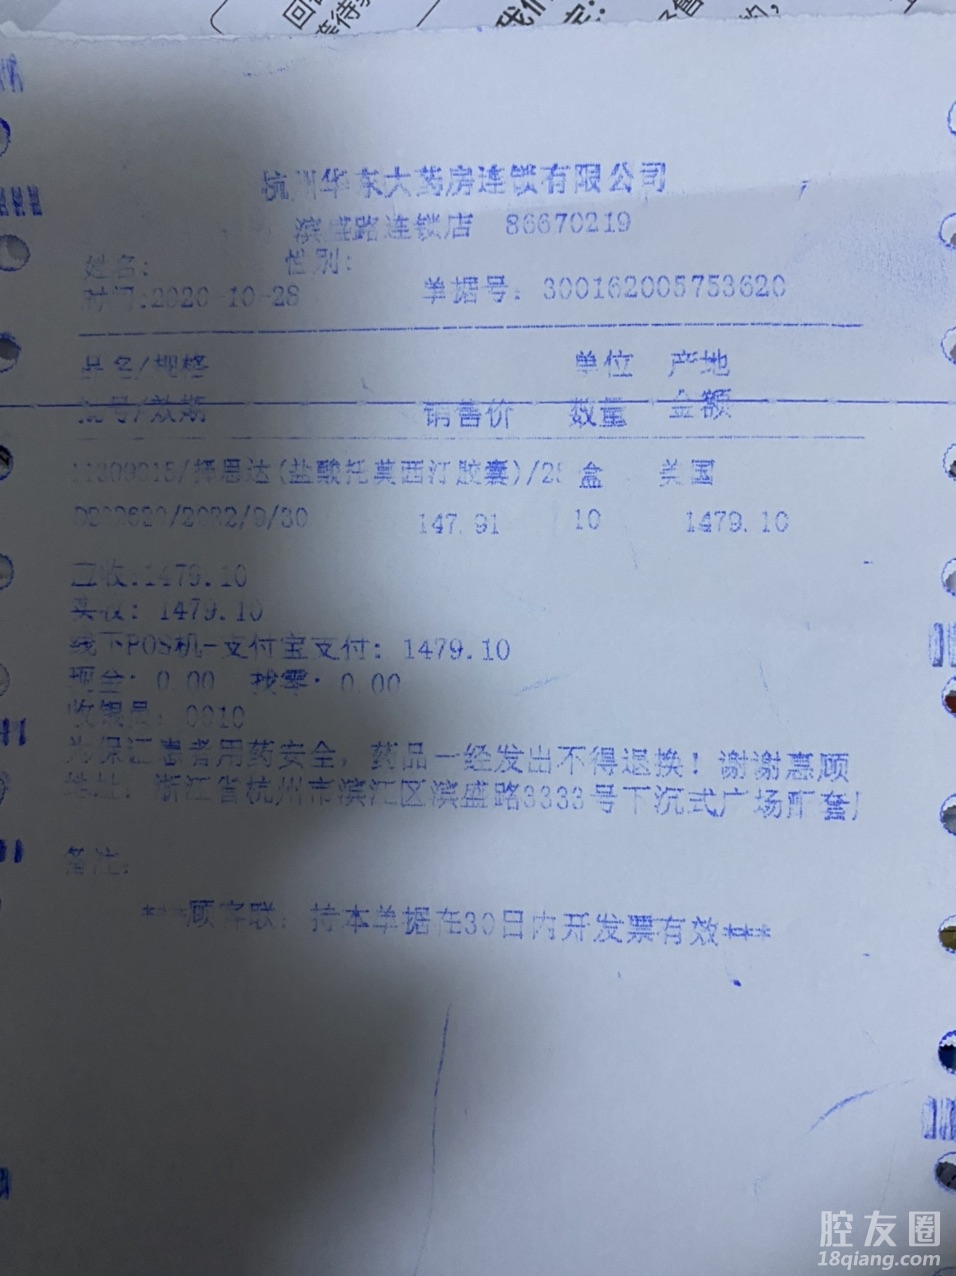 杭州华东大药房连锁有限公司
滨盛路连锁店 86670219
姓名: 性别:
时间:2020-10-28 单据号: 300162005753620
品名/规格 单位 产地
批号/效期 销售价 数量 金额
择思达(盐酸托莫西汀胶囊)/25 盒 美国
/9/30 147.91 10 1479.10
应收:1479.10
实收: 1479.10
线下POS机-支付宝支付: 1479.10
现金: 0.00 找零: 0.00
收银员: 0010
为保证患者用药安全, 药品一经发出不得退换! 谢谢惠顾
地址: 浙江省杭州市滨江区滨盛路3333号下沉式广场配套
备注:
***顾客联: 持本单据在30日内开发票有效***
腔友圈
18qiang.com